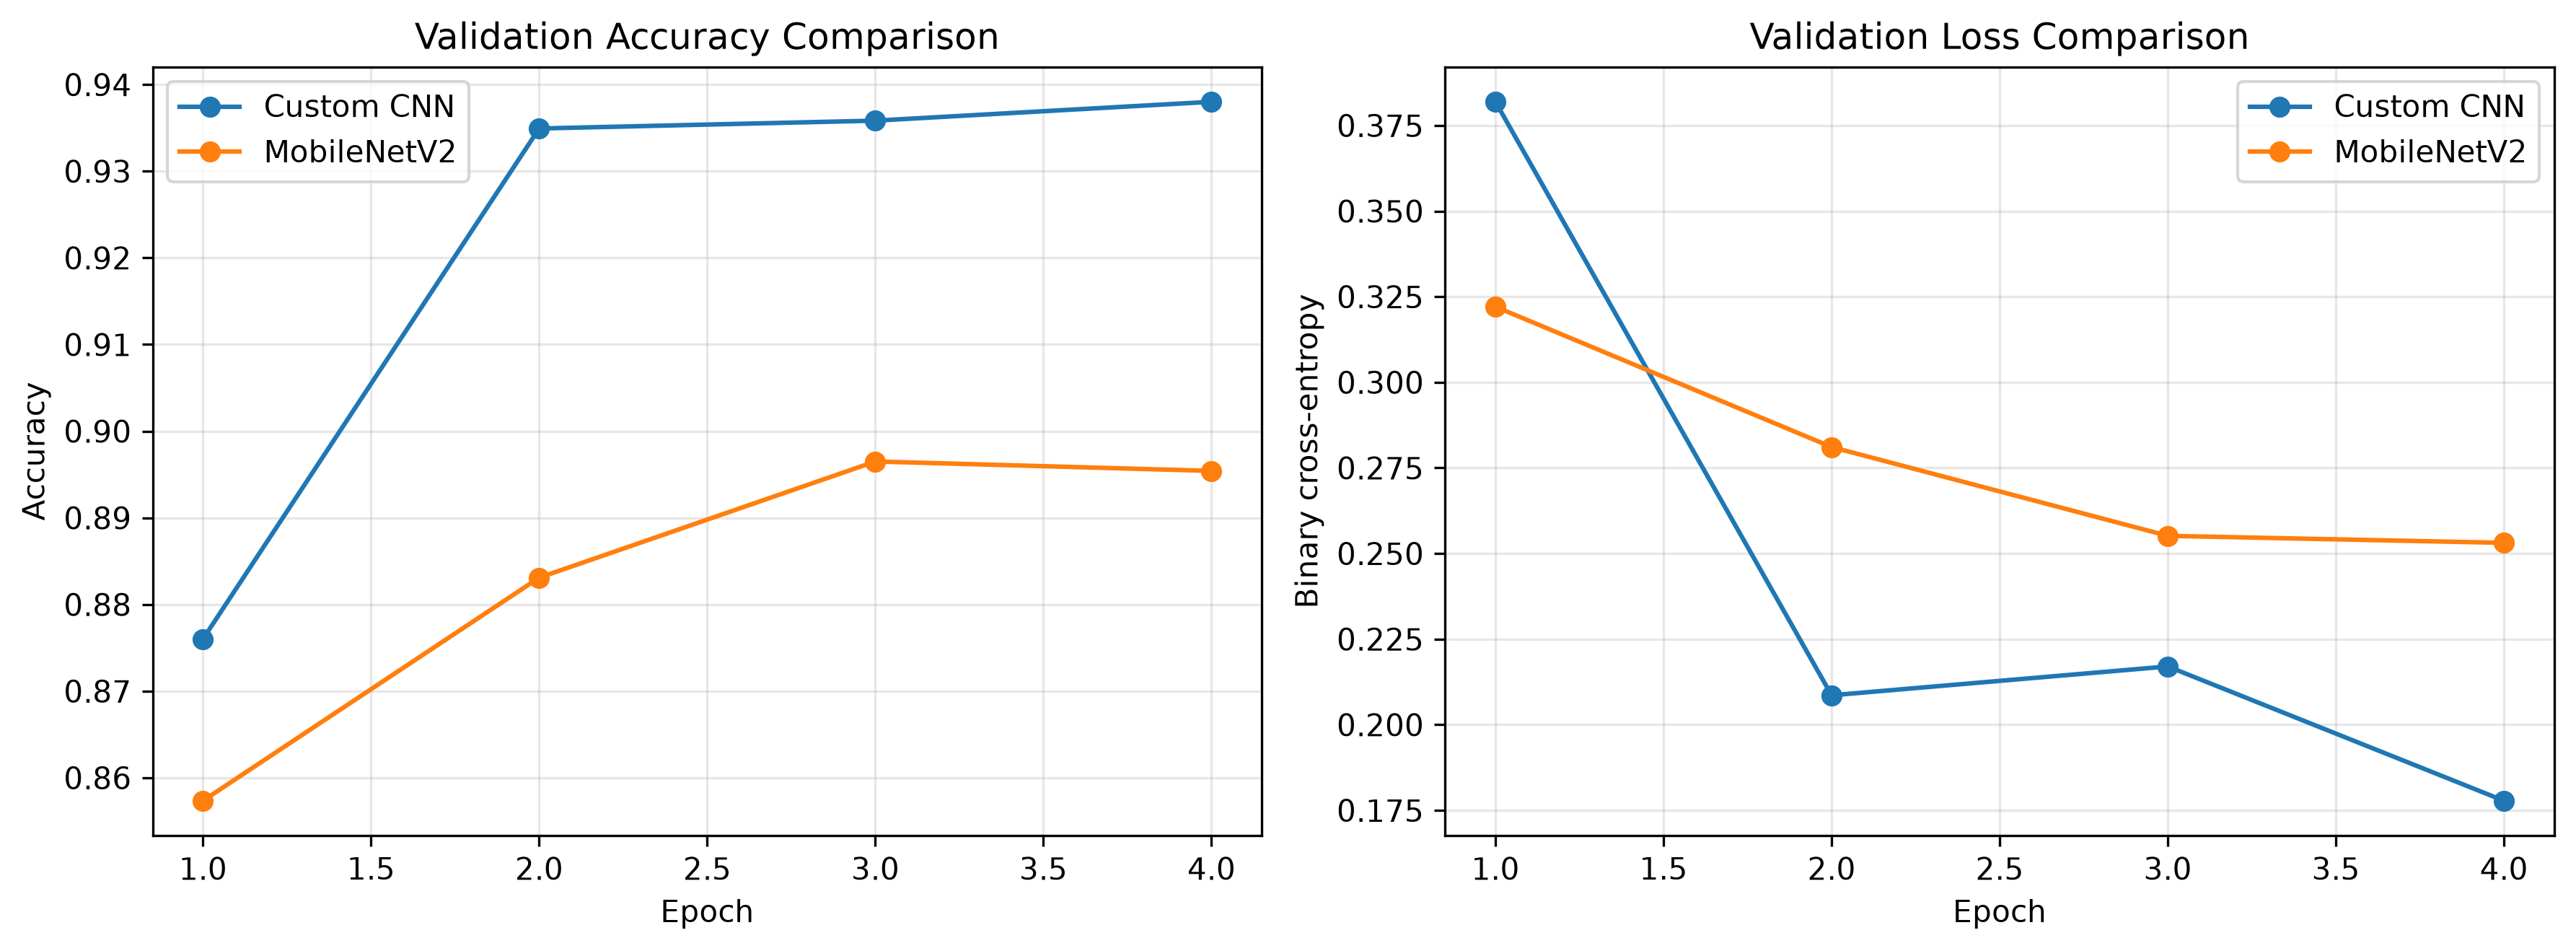 Validation Accuracy Comparison
Custom CNN
MobileNetV2
Accuracy
0.94
0.93
0.92
0.91
0.90
0.89
0.88
0.87
0.86
1.0 1.5 2.0 2.5 3.0 3.5 4.0
Epoch
Validation Loss Comparison
Custom CNN
MobileNetV2
Binary cross-entropy
0.375
0.350
0.325
0.300
0.275
0.250
0.225
0.200
0.175
1.0 1.5 2.0 2.5 3.0 3.5 4.0
Epoch